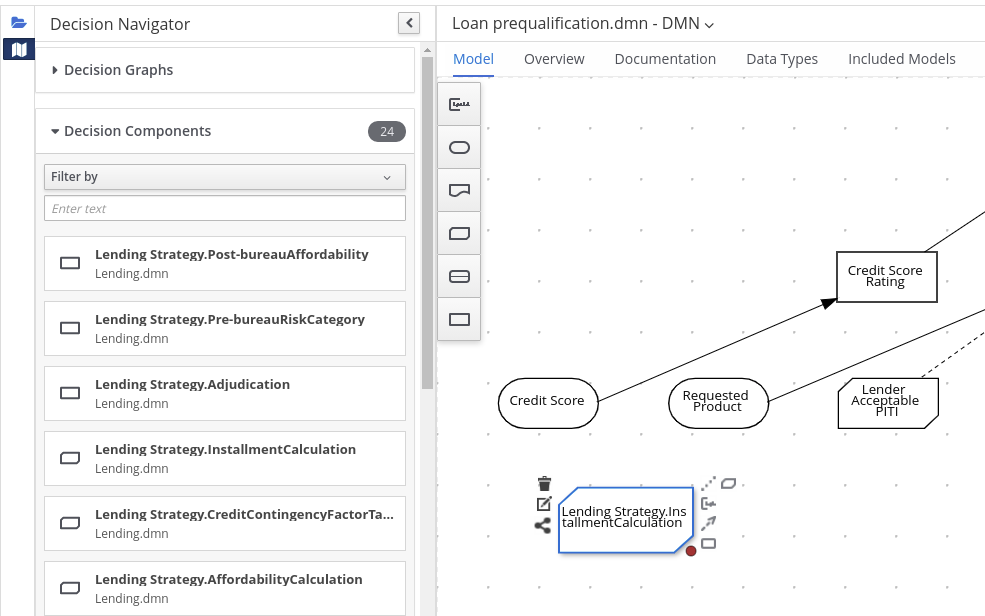 Decision Navigator
Loan prequalification.dmn - DMN
Model Overview Documentation Data Types Included Models
Decision Graphs
Decision Components 24
Filter by
Enter text
Lending Strategy.Post-bureauAffordability
Lending.dmn
Lending Strategy.Pre-bureauRiskCategory
Lending.dmn
Lending Strategy.Adjudication
Lending.dmn
Lending Strategy.InstallmentCalculation
Lending.dmn
Lending Strategy.CreditContingencyFactorTa...
Lending.dmn
Lending Strategy.AffordabilityCalculation
Lending.dmn
Credit Score
Rating
Credit Score
Requested
Product
Lender
Acceptable
PITI
Lending Strategy.Ins
tallmentCalculation